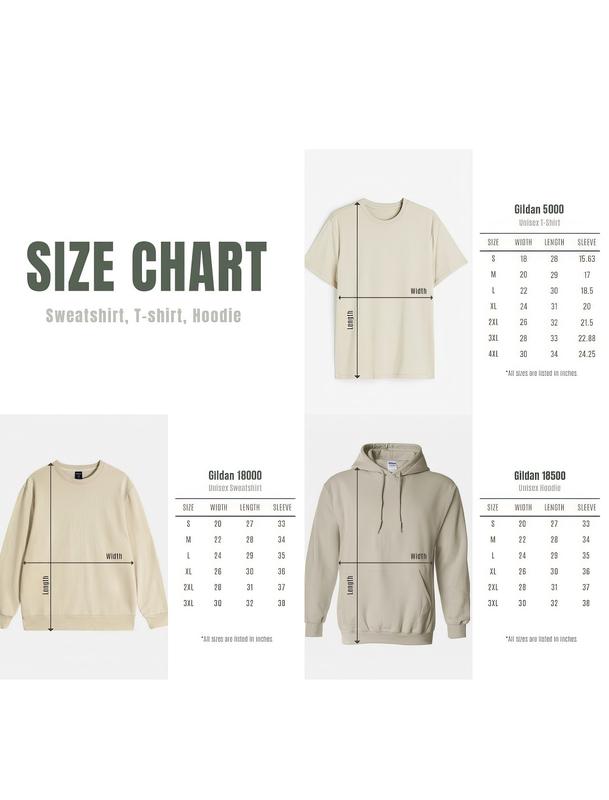 SIZE CHART
Sweatshirt, T-shirt, Hoodie
Width
Length
Gildan 5000
Unisex T-Shirt
SIZE WIDTH LENGTH SLEEVE
S 18 28 15.63
M 20 29 17
L 22 30 18.5
XL 24 31 20
2XL 26 32 21.5
3XL 28 33 22.88
4XL 30 34 24.25
*All sizes are listed in inches.
Width
Length
Gildan 18000
Unisex Sweatshirt
SIZE WIDTH LENGTH SLEEVE
S 20 27 33
M 22 28 34
L 24 29 35
XL 26 30 36
2XL 28 31 37
3XL 30 32 38
*All sizes are listed in inches.
Width
Length
Gildan 18500
Unisex Hoodie
SIZE WIDTH LENGTH SLEEVE
S 20 27 33
M 22 28 34
L 24 29 35
XL 26 30 36
2XL 28 31 37
3XL 30 32 38
*All sizes are listed in inches.